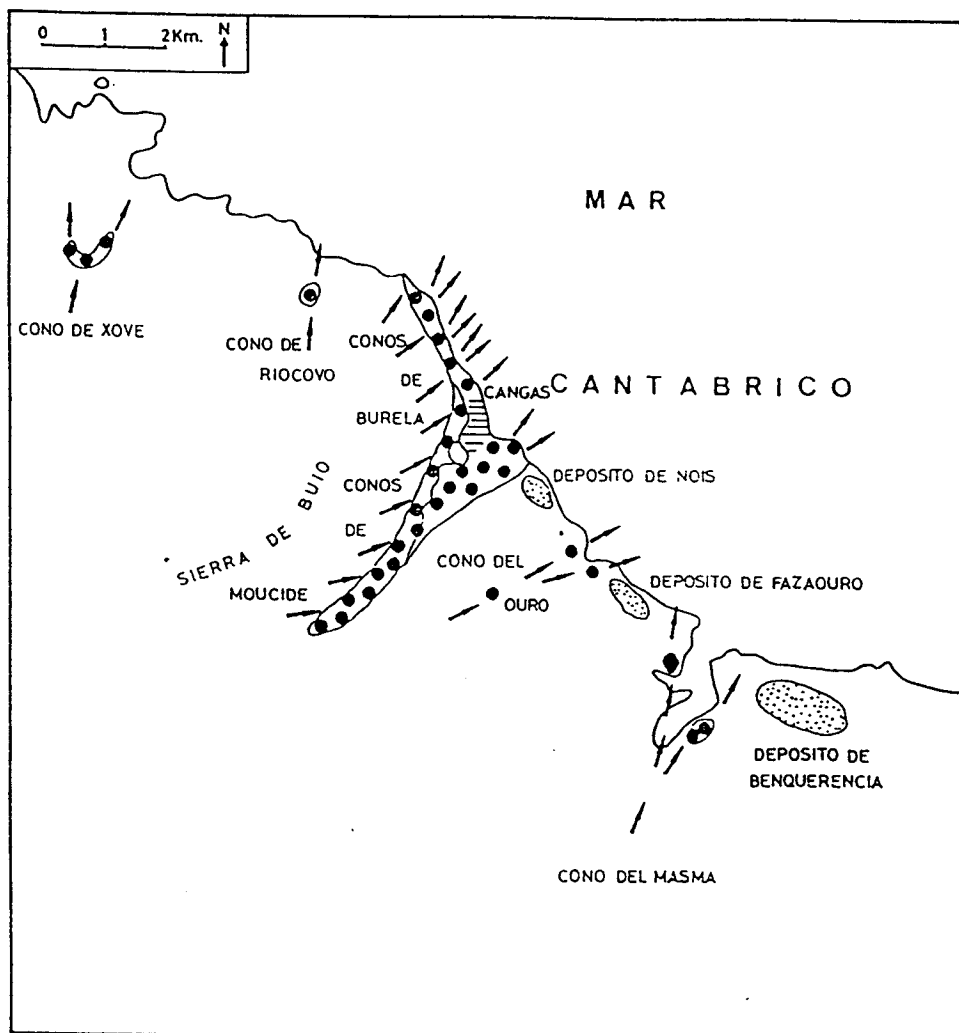 0 1 2Km. N
MAR
CONO DE XOVE
CONO DE
RIOCOVO
CONOS
DE
BURELA
CANGAS
CANTABRICO
CONOS
DE
MOUCIDE
SIERRA DE BUIO
DEPOSITO DE NOIS
CONO DEL
OURO
DEPOSITO DE FAZAOURO
DEPOSITO DE
BENQUERENCIA
CONO DEL MASMA